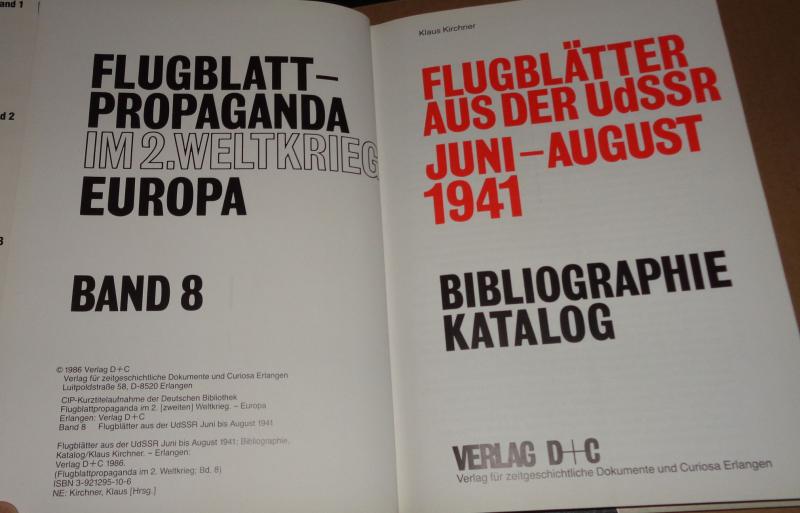 and 1
d 2
3
FLUGBLATT–
PROPAGANDA
IM 2. WELTKRIEG
EUROPA
BAND 8
© 1986 Verlag D+C
Verlag für zeitgeschichtliche Dokumente und Curiosa Erlangen
Luitpoldstraße 58, D-8520 Erlangen
CIP-Kurztitelaufnahme der Deutschen Bibliothek
Flugblattpropaganda im 2. [zweiten] Weltkrieg. – Europa
Erlangen: Verlag D+C
Band 8 Flugblätter aus der UdSSR Juni bis August 1941
Flugblätter aus der UdSSR Juni bis August 1941; Bibliographie,
Katalog/Klaus Kirchner. – Erlangen:
Verlag D+C 1986.
(Flugblattpropaganda im 2. Weltkrieg; Bd. 8)
ISBN 3-921295-10-6
NE: Kirchner, Klaus [Hrsg.]
Klaus Kirchner
FLUGBLÄTTER
AUS DER UdSSR
JUNI – AUGUST
1941
BIBLIOGRAPHIE
KATALOG
VERLAG D+C
Verlag für zeitgeschichtliche Dokumente und Curiosa Erlangen